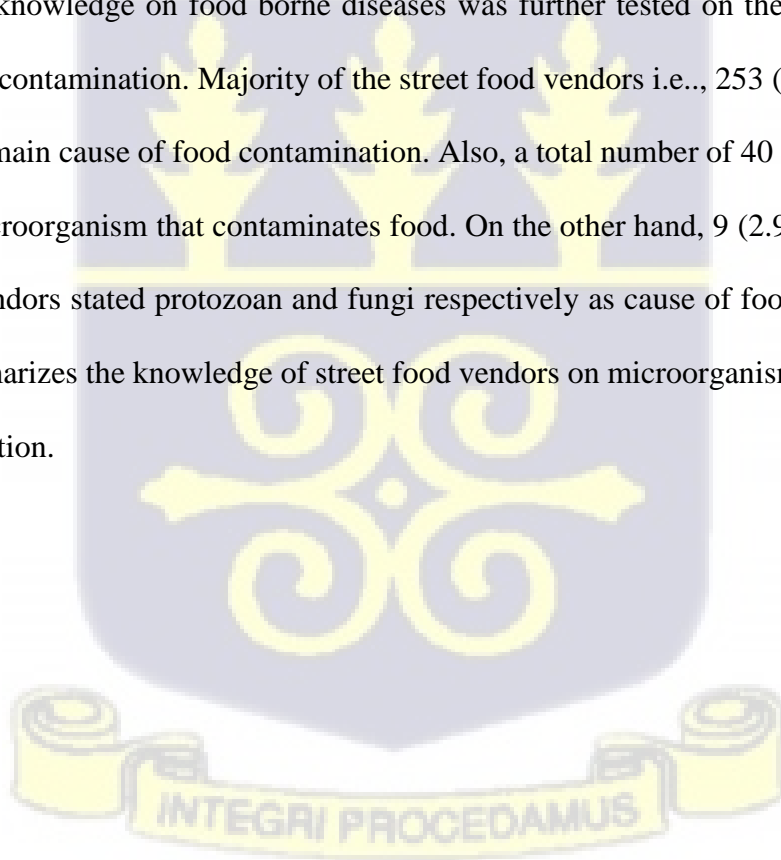 knowledge on food borne diseases was further tested on the
contamination. Majority of the street food vendors i.e.., 253 (
main cause of food contamination. Also, a total number of 40
croorganism that contaminates food. On the other hand, 9 (2.9
ndors stated protozoan and fungi respectively as cause of foo
narizes the knowledge of street food vendors on microorganism
tion.
INTEGRI PROCEDAMUS